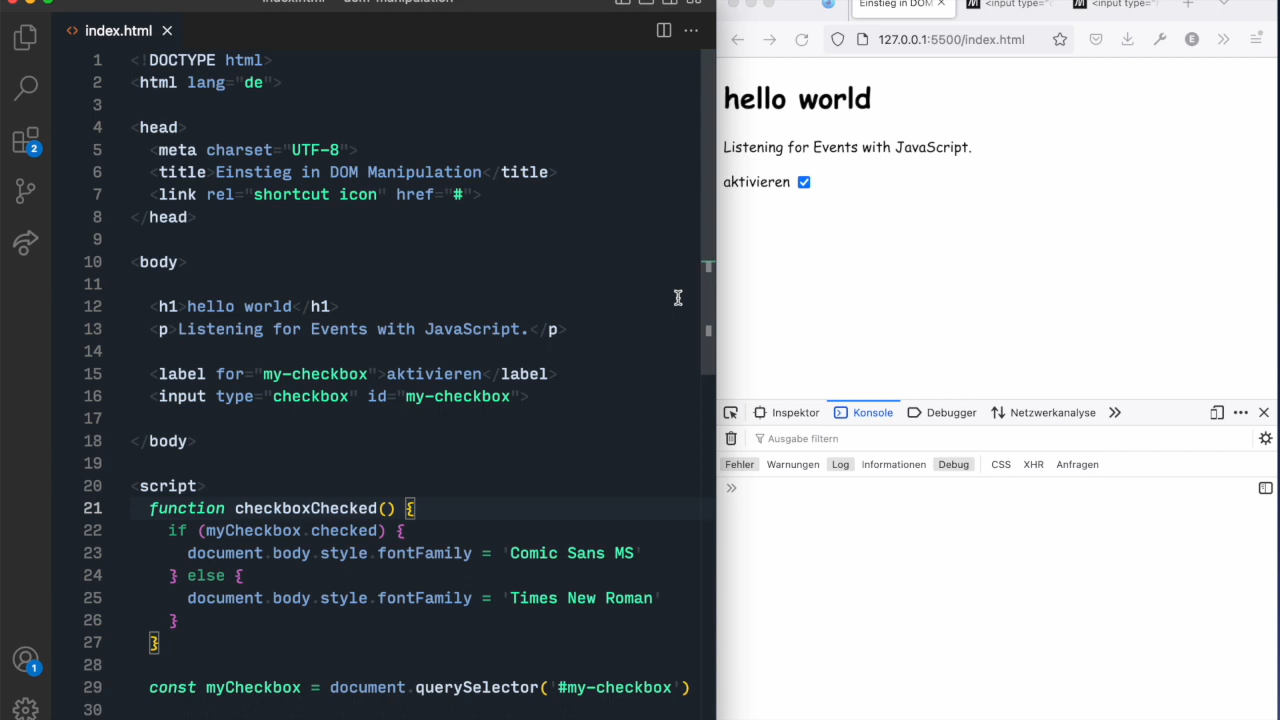 index.html — dom-manipulation
index.html
1 <!DOCTYPE html>
2 <html lang="de">
3
4 <head>
5 <meta charset="UTF-8">
6 <title>Einstieg in DOM Manipulation</title>
7 <link rel="shortcut icon" href="#">
8 </head>
9
10 <body>
11
12 <h1>hello world</h1>
13 <p>Listening for Events with JavaScript.</p>
14
15 <label for="my-checkbox">aktivieren</label>
16 <input type="checkbox" id="my-checkbox">
17
18 </body>
19
20 <script>
21 function checkboxChecked() {
22 if (myCheckbox.checked) {
23 document.body.style.fontFamily = 'Comic Sans MS'
24 } else {
25 document.body.style.fontFamily = 'Times New Roman'
26 }
27 }
28
29 const myCheckbox = document.querySelector('#my-checkbox')
30
2
1
Einstieg in DOM
<input type="
<input type="
127.0.0.1:5500/index.html
E
hello world
Listening for Events with JavaScript.
aktivieren
Inspektor Konsole Debugger Netzwerkanalyse
Ausgabe filtern
Fehler Warnungen Log Informationen Debug CSS XHR Anfragen